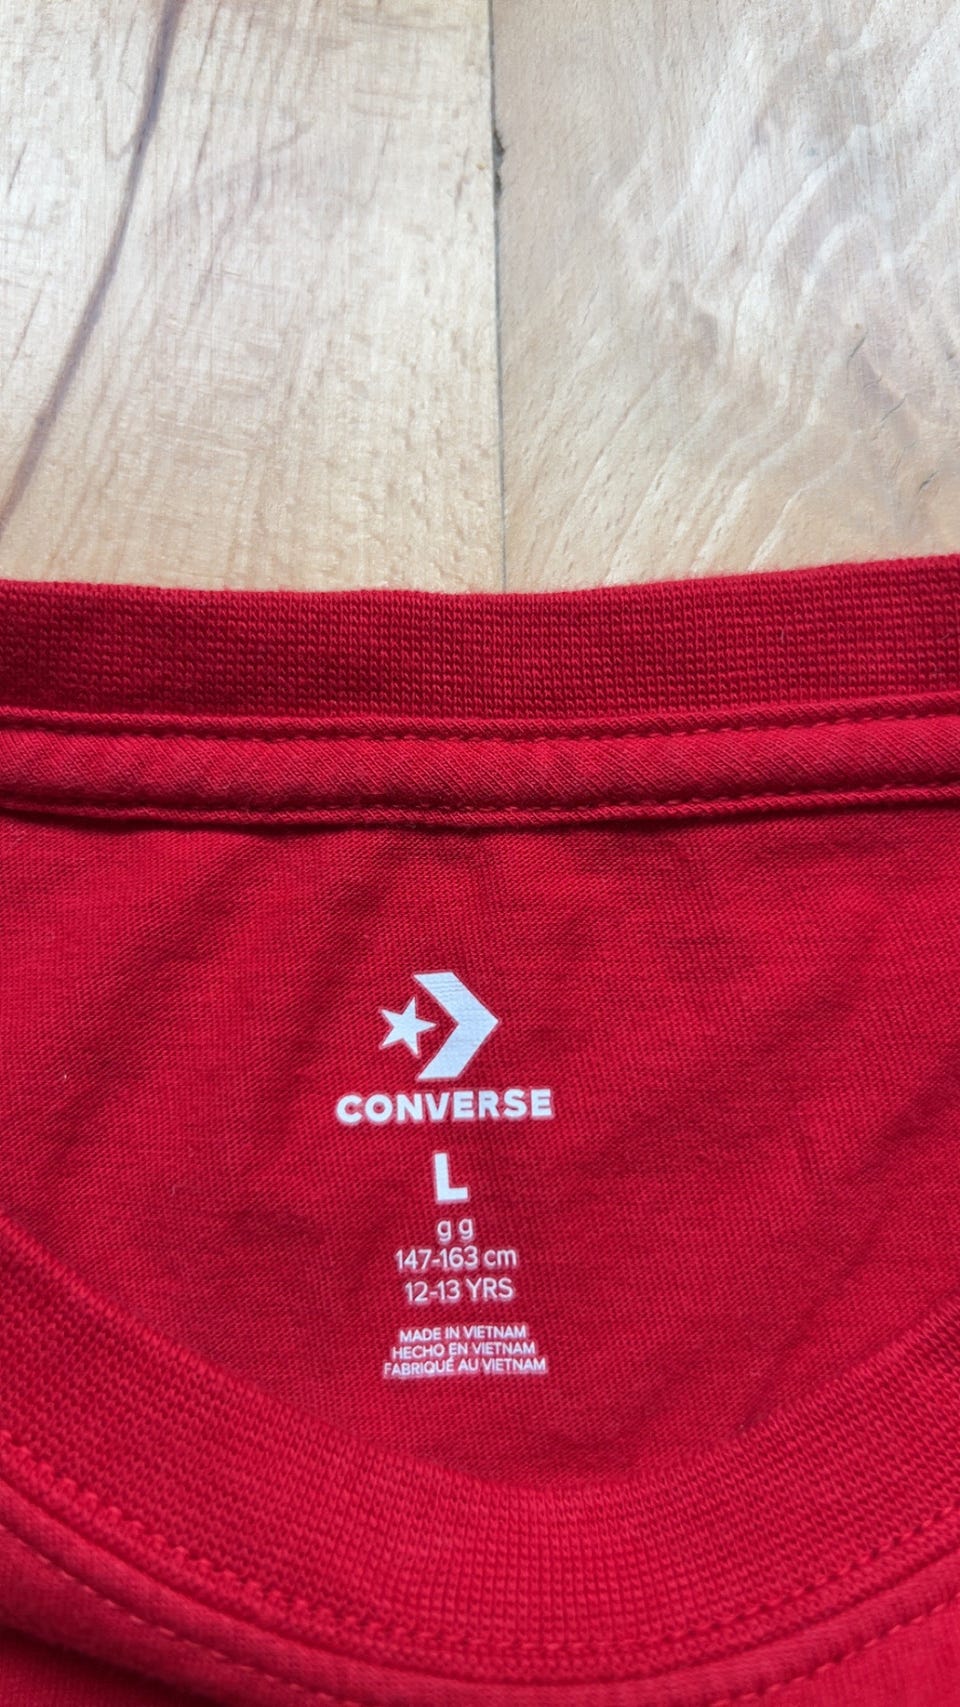 CONVERSE
L
g g
147-163 cm
12-13 YRS
MADE IN VIETNAM
HECHO EN VIETNAM
FABRIQUÉ AU VIETNAM